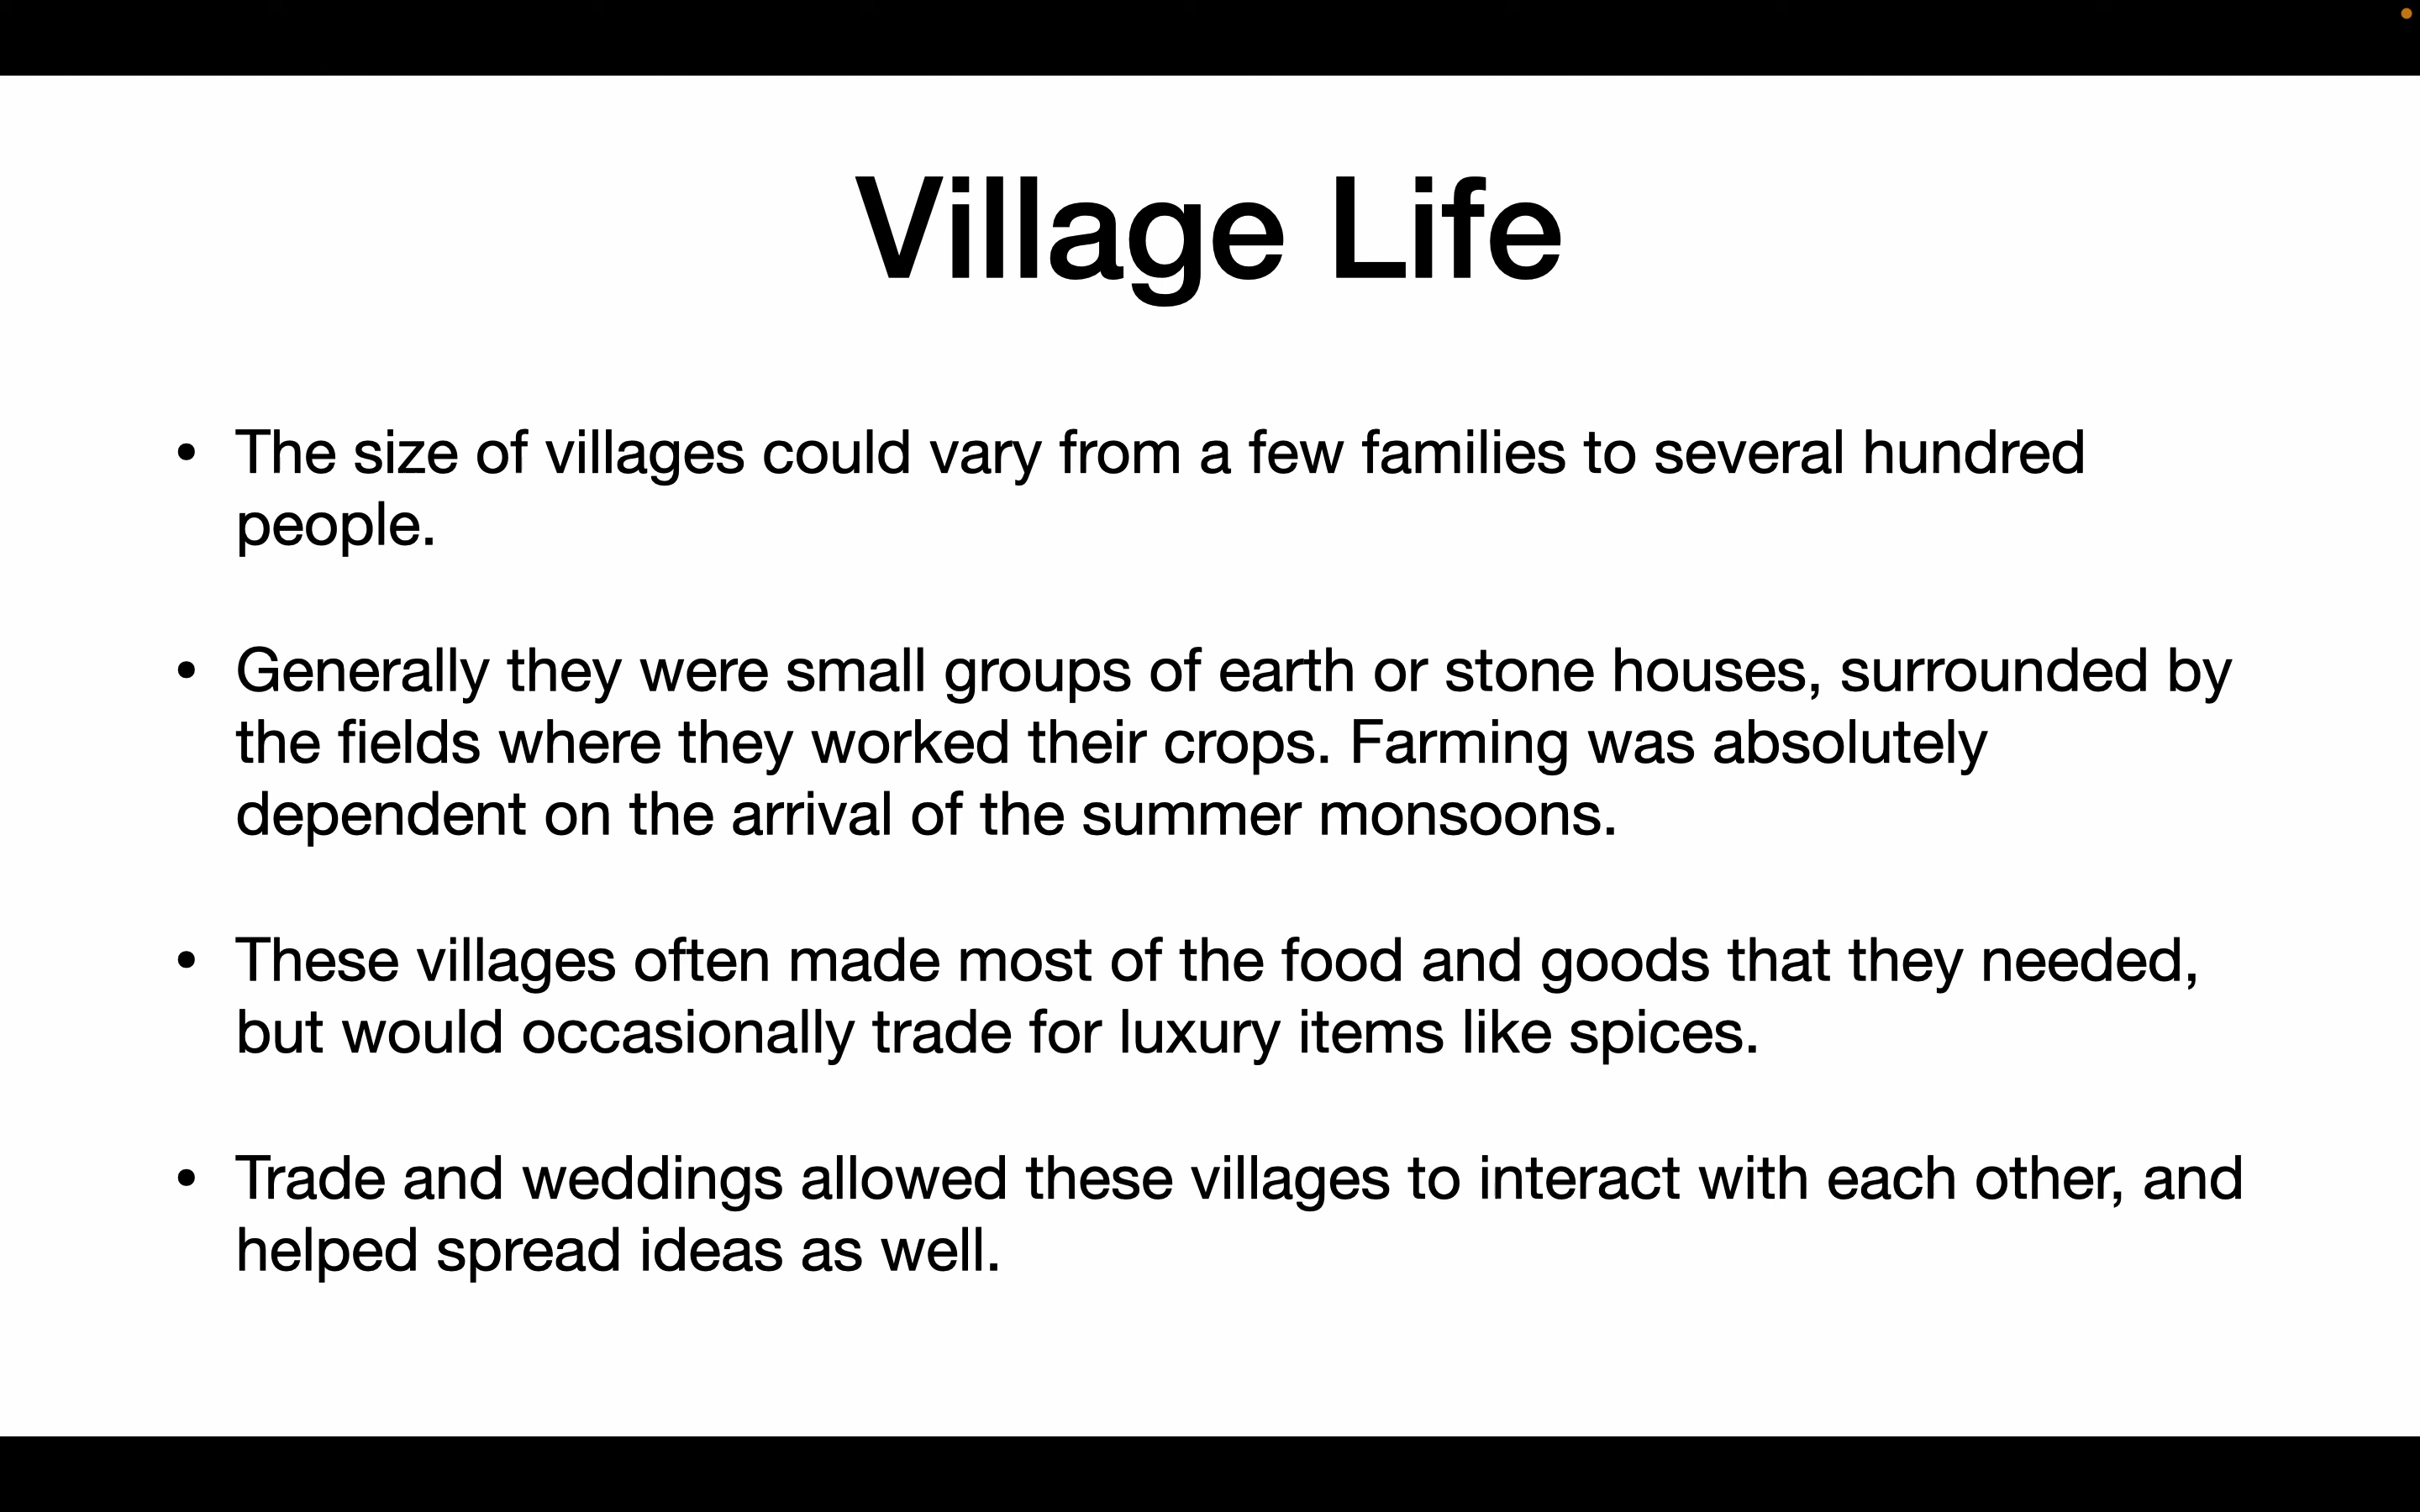 Village Life
• The size of villages could vary from a few families to several hundred
people.
• Generally they were small groups of earth or stone houses, surrounded by
the fields where they worked their crops. Farming was absolutely
dependent on the arrival of the summer monsoons.
• These villages often made most of the food and goods that they needed,
but would occasionally trade for luxury items like spices.
• Trade and weddings allowed these villages to interact with each other, and
helped spread ideas as well.